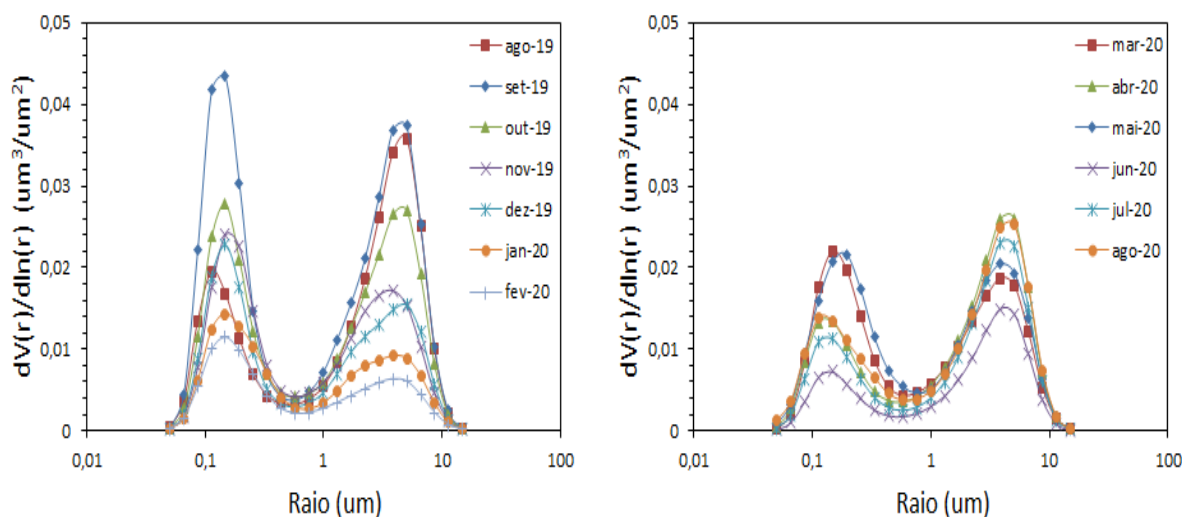 dV(r)/dln(r) (um³/um²)
0,05
0,04
0,03
0,02
0,01
0
0,01
0,1
1
10
100
Raio (um)
ago-19
set-19
out-19
nov-19
dez-19
jan-20
fev-20
dV(r)/dln(r) (um³/um²)
0,05
0,04
0,03
0,02
0,01
0
0,01
0,1
1
10
100
Raio (um)
mar-20
abr-20
mai-20
jun-20
jul-20
ago-20